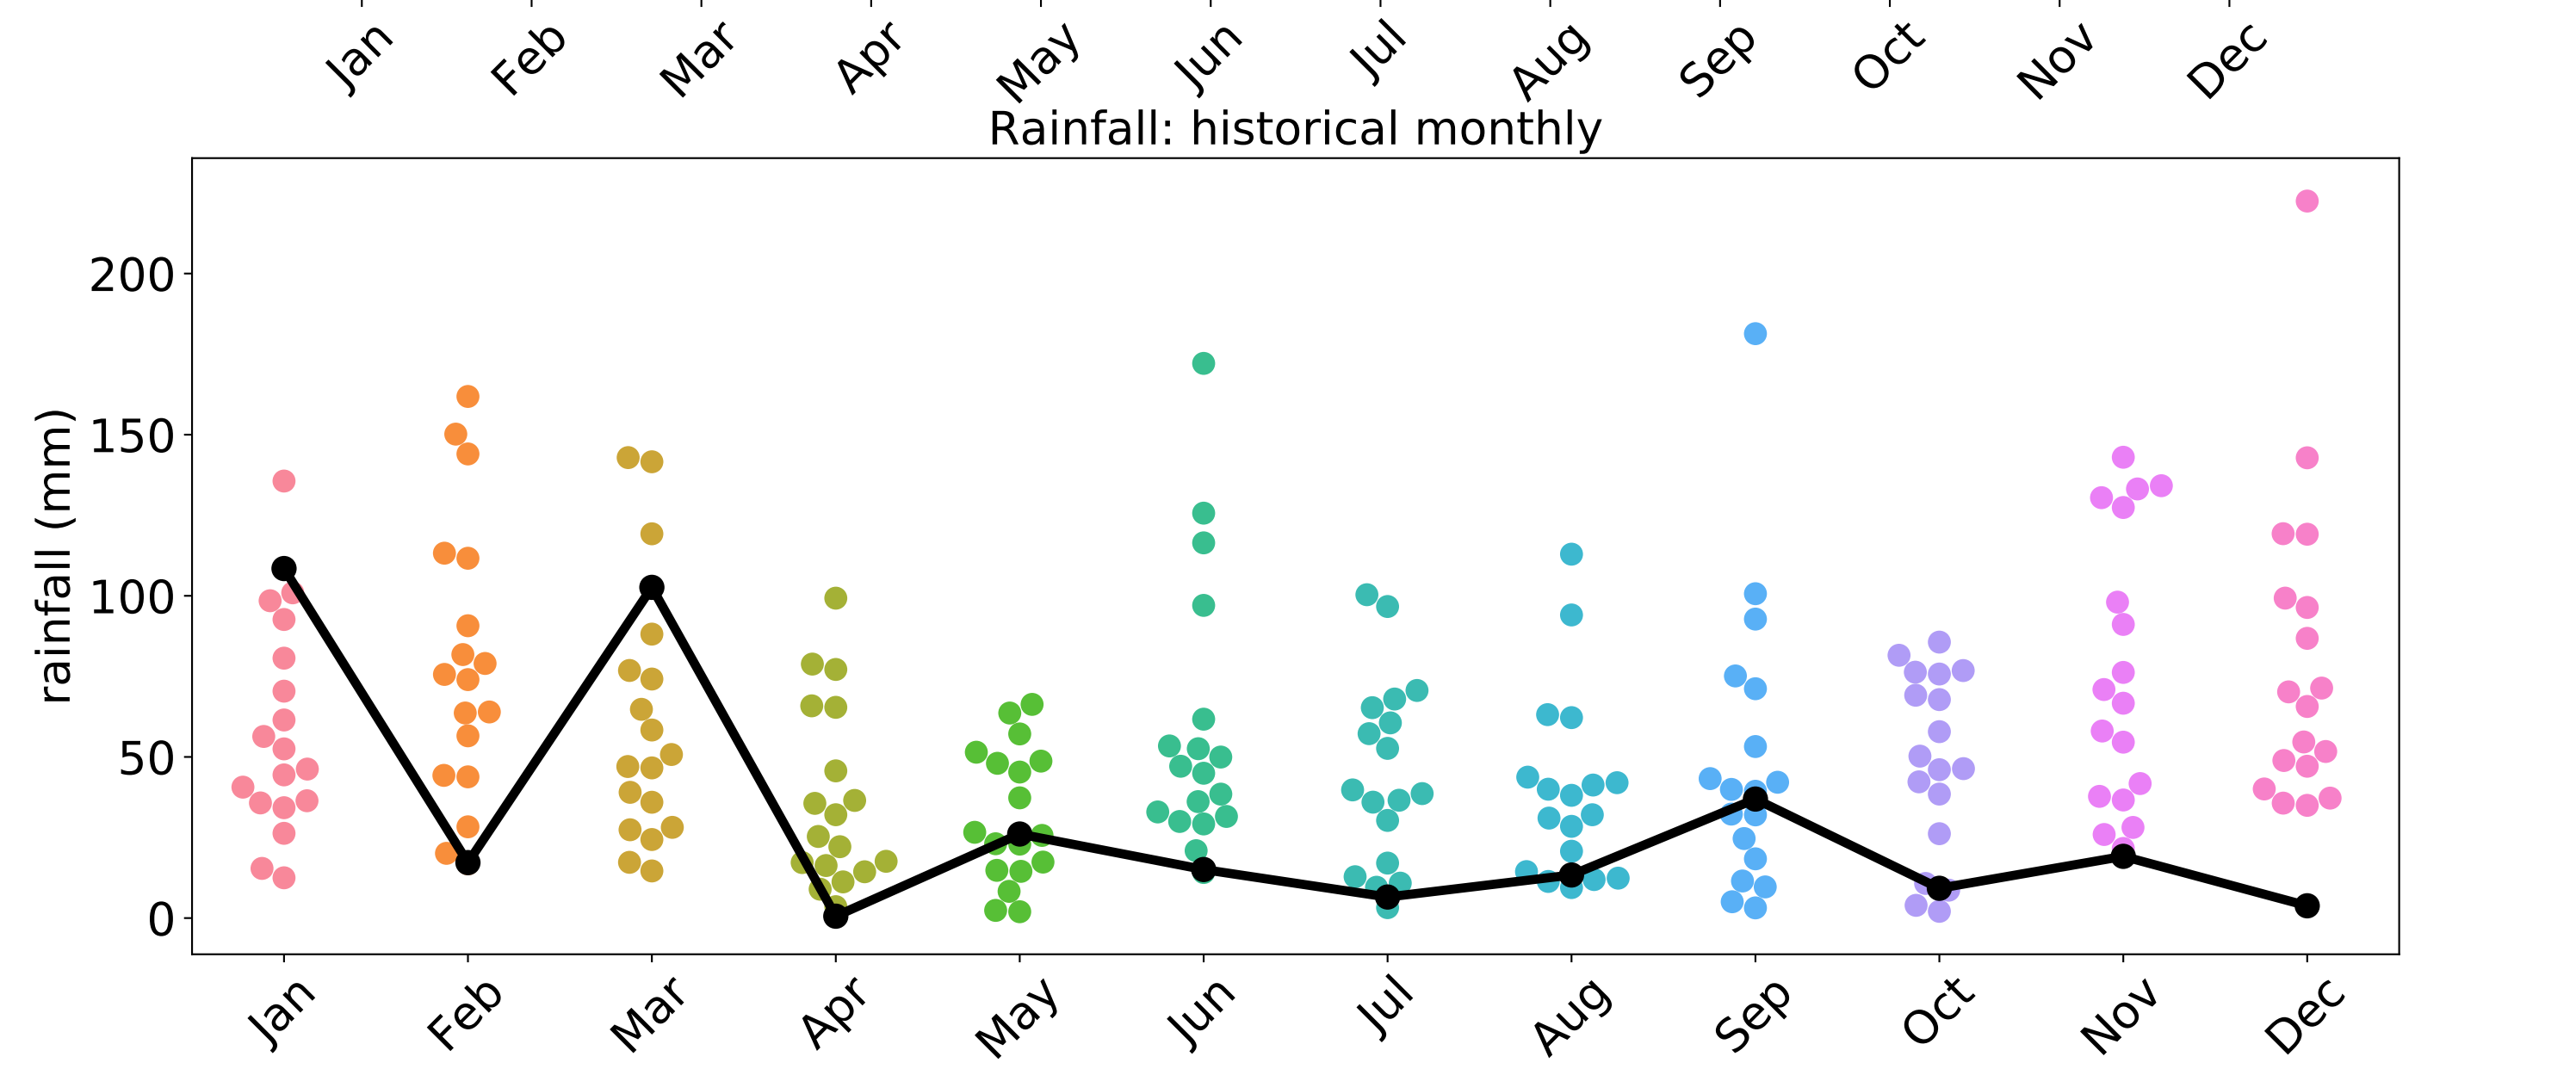 Jan Feb Mar Apr May Jun Jul Aug Sep Oct Nov Dec
Rainfall: historical monthly
rainfall (mm)
200
150
100
50
0
Jan Feb Mar Apr May Jun Jul Aug Sep Oct Nov Dec